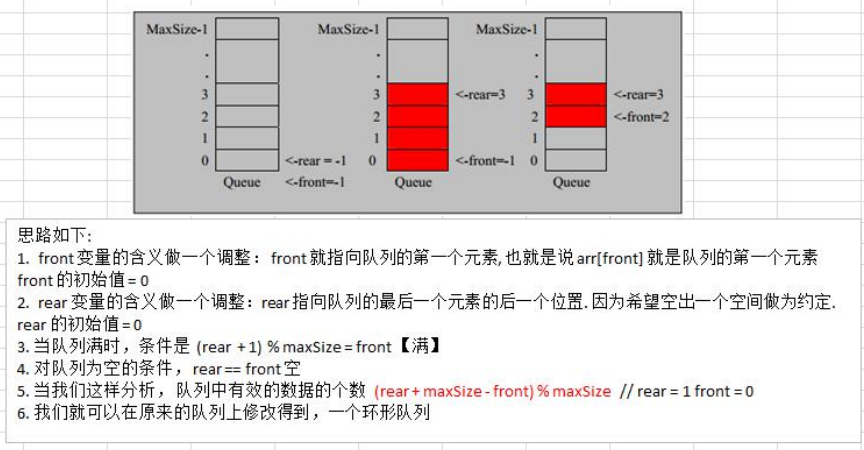 MaxSize-1 MaxSize-1 MaxSize-1
. . .
. . .
3 3 <-rear=3 3 <-rear=3
2 2 2 <-front=2
1 1 1
0 <-rear = -1 0 <-front=-1 0
Queue <-front=-1 Queue Queue
思路如下:
1. front 变量的含义做一个调整： front 就指向队列的第一个元素, 也就是说 arr[front] 就是队列的第一个元素
front 的初始值 = 0
2. rear 变量的含义做一个调整：rear 指向队列的最后一个元素的后一个位置. 因为希望空出一个空间做为约定.
rear 的初始值 = 0
3. 当队列满时，条件是 (rear + 1) % maxSize = front 【满】
4. 对队列为空的条件，rear == front 空
5. 当我们这样分析，队列中有效的数据的个数 (rear + maxSize - front) % maxSize // rear = 1 front = 0
6. 我们就可以在原来的队列上修改得到，一个环形队列